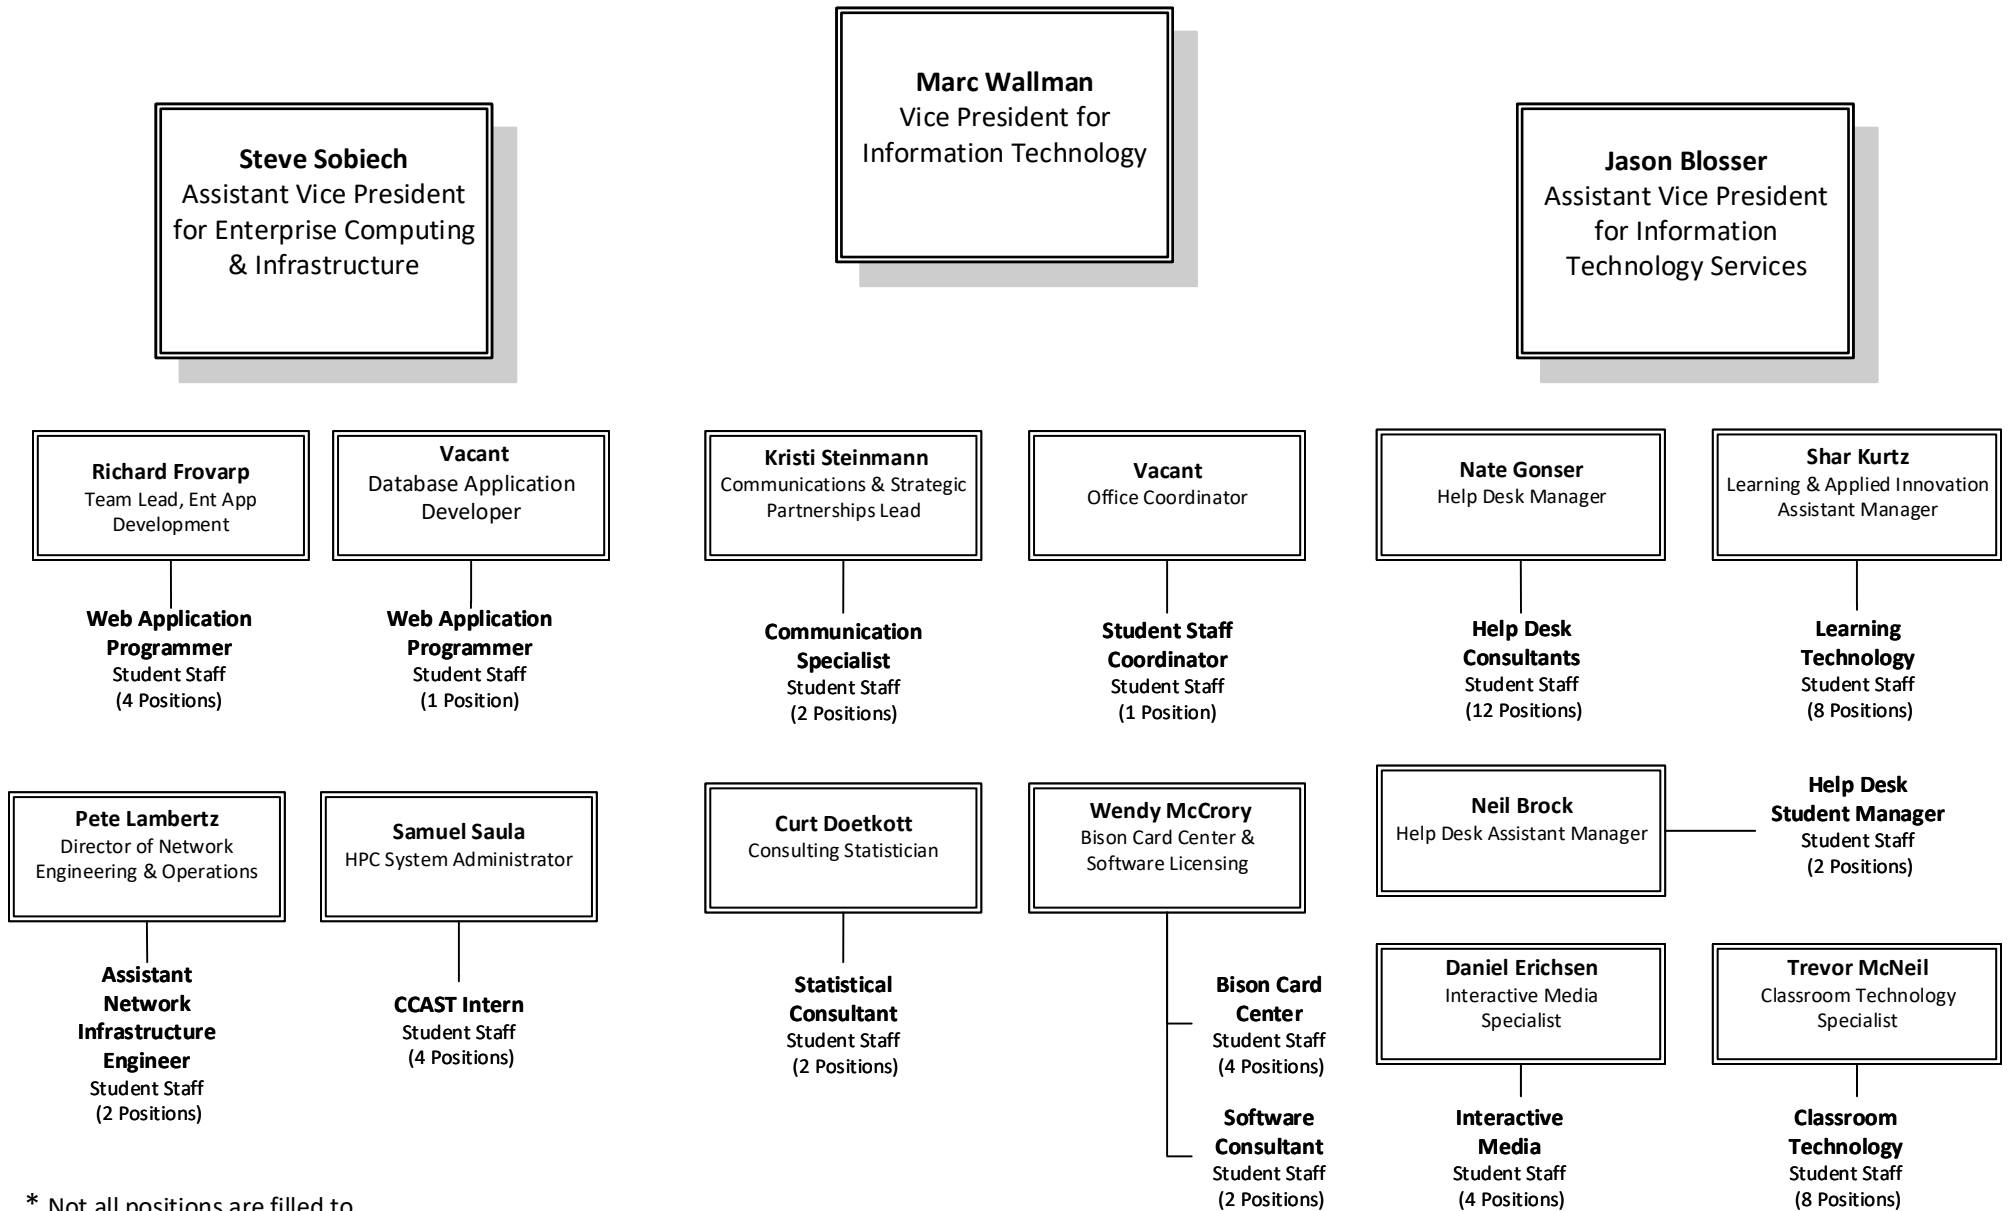 Marc Wallman
Vice President for
Information Technology
Steve Sobiech
Assistant Vice President
for Enterprise Computing
& Infrastructure
Jason Blosser
Assistant Vice President
for Information
Technology Services
Richard Frovarp
Team Lead, Ent App
Development
Web Application
Programmer
Student Staff
(4 Positions)
Vacant
Database Application
Developer
Web Application
Programmer
Student Staff
(1 Position)
Kristi Steinmann
Communications & Strategic
Partnerships Lead
Communication
Specialist
Student Staff
(2 Positions)
Vacant
Office Coordinator
Student Staff
Coordinator
Student Staff
(1 Position)
Nate Gonser
Help Desk Manager
Help Desk
Consultants
Student Staff
(12 Positions)
Shar Kurtz
Learning & Applied Innovation
Assistant Manager
Learning
Technology
Student Staff
(8 Positions)
Pete Lambertz
Director of Network
Engineering & Operations
Assistant
Network
Infrastructure
Engineer
Student Staff
(2 Positions)
Samuel Saula
HPC System Administrator
CCAST Intern
Student Staff
(4 Positions)
Curt Doetkott
Consulting Statistician
Statistical
Consultant
Student Staff
(2 Positions)
Wendy McCrory
Bison Card Center &
Software Licensing
Bison Card
Center
Student Staff
(4 Positions)
Software
Consultant
Student Staff
(2 Positions)
Neil Brock
Help Desk Assistant Manager
Help Desk
Student Manager
Student Staff
(2 Positions)
Daniel Erichsen
Interactive Media
Specialist
Interactive
Media
Student Staff
(4 Positions)
Trevor McNeil
Classroom Technology
Specialist
Classroom
Technology
Student Staff
(8 Positions)
* Not all positions are filled to